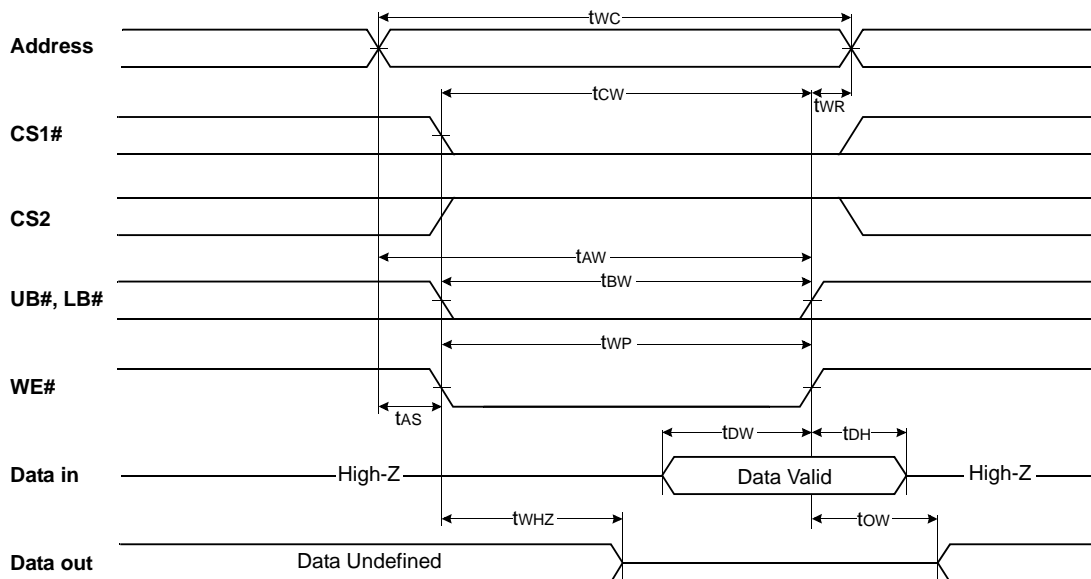 tWC
Address
tCW
tWR
CS1#
CS2
tAW
tBW
UB#, LB#
tWP
WE#
tAS
tDW
tDH
Data in
High-Z
Data Valid
High-Z
tWHZ
tOW
Data out
Data Undefined